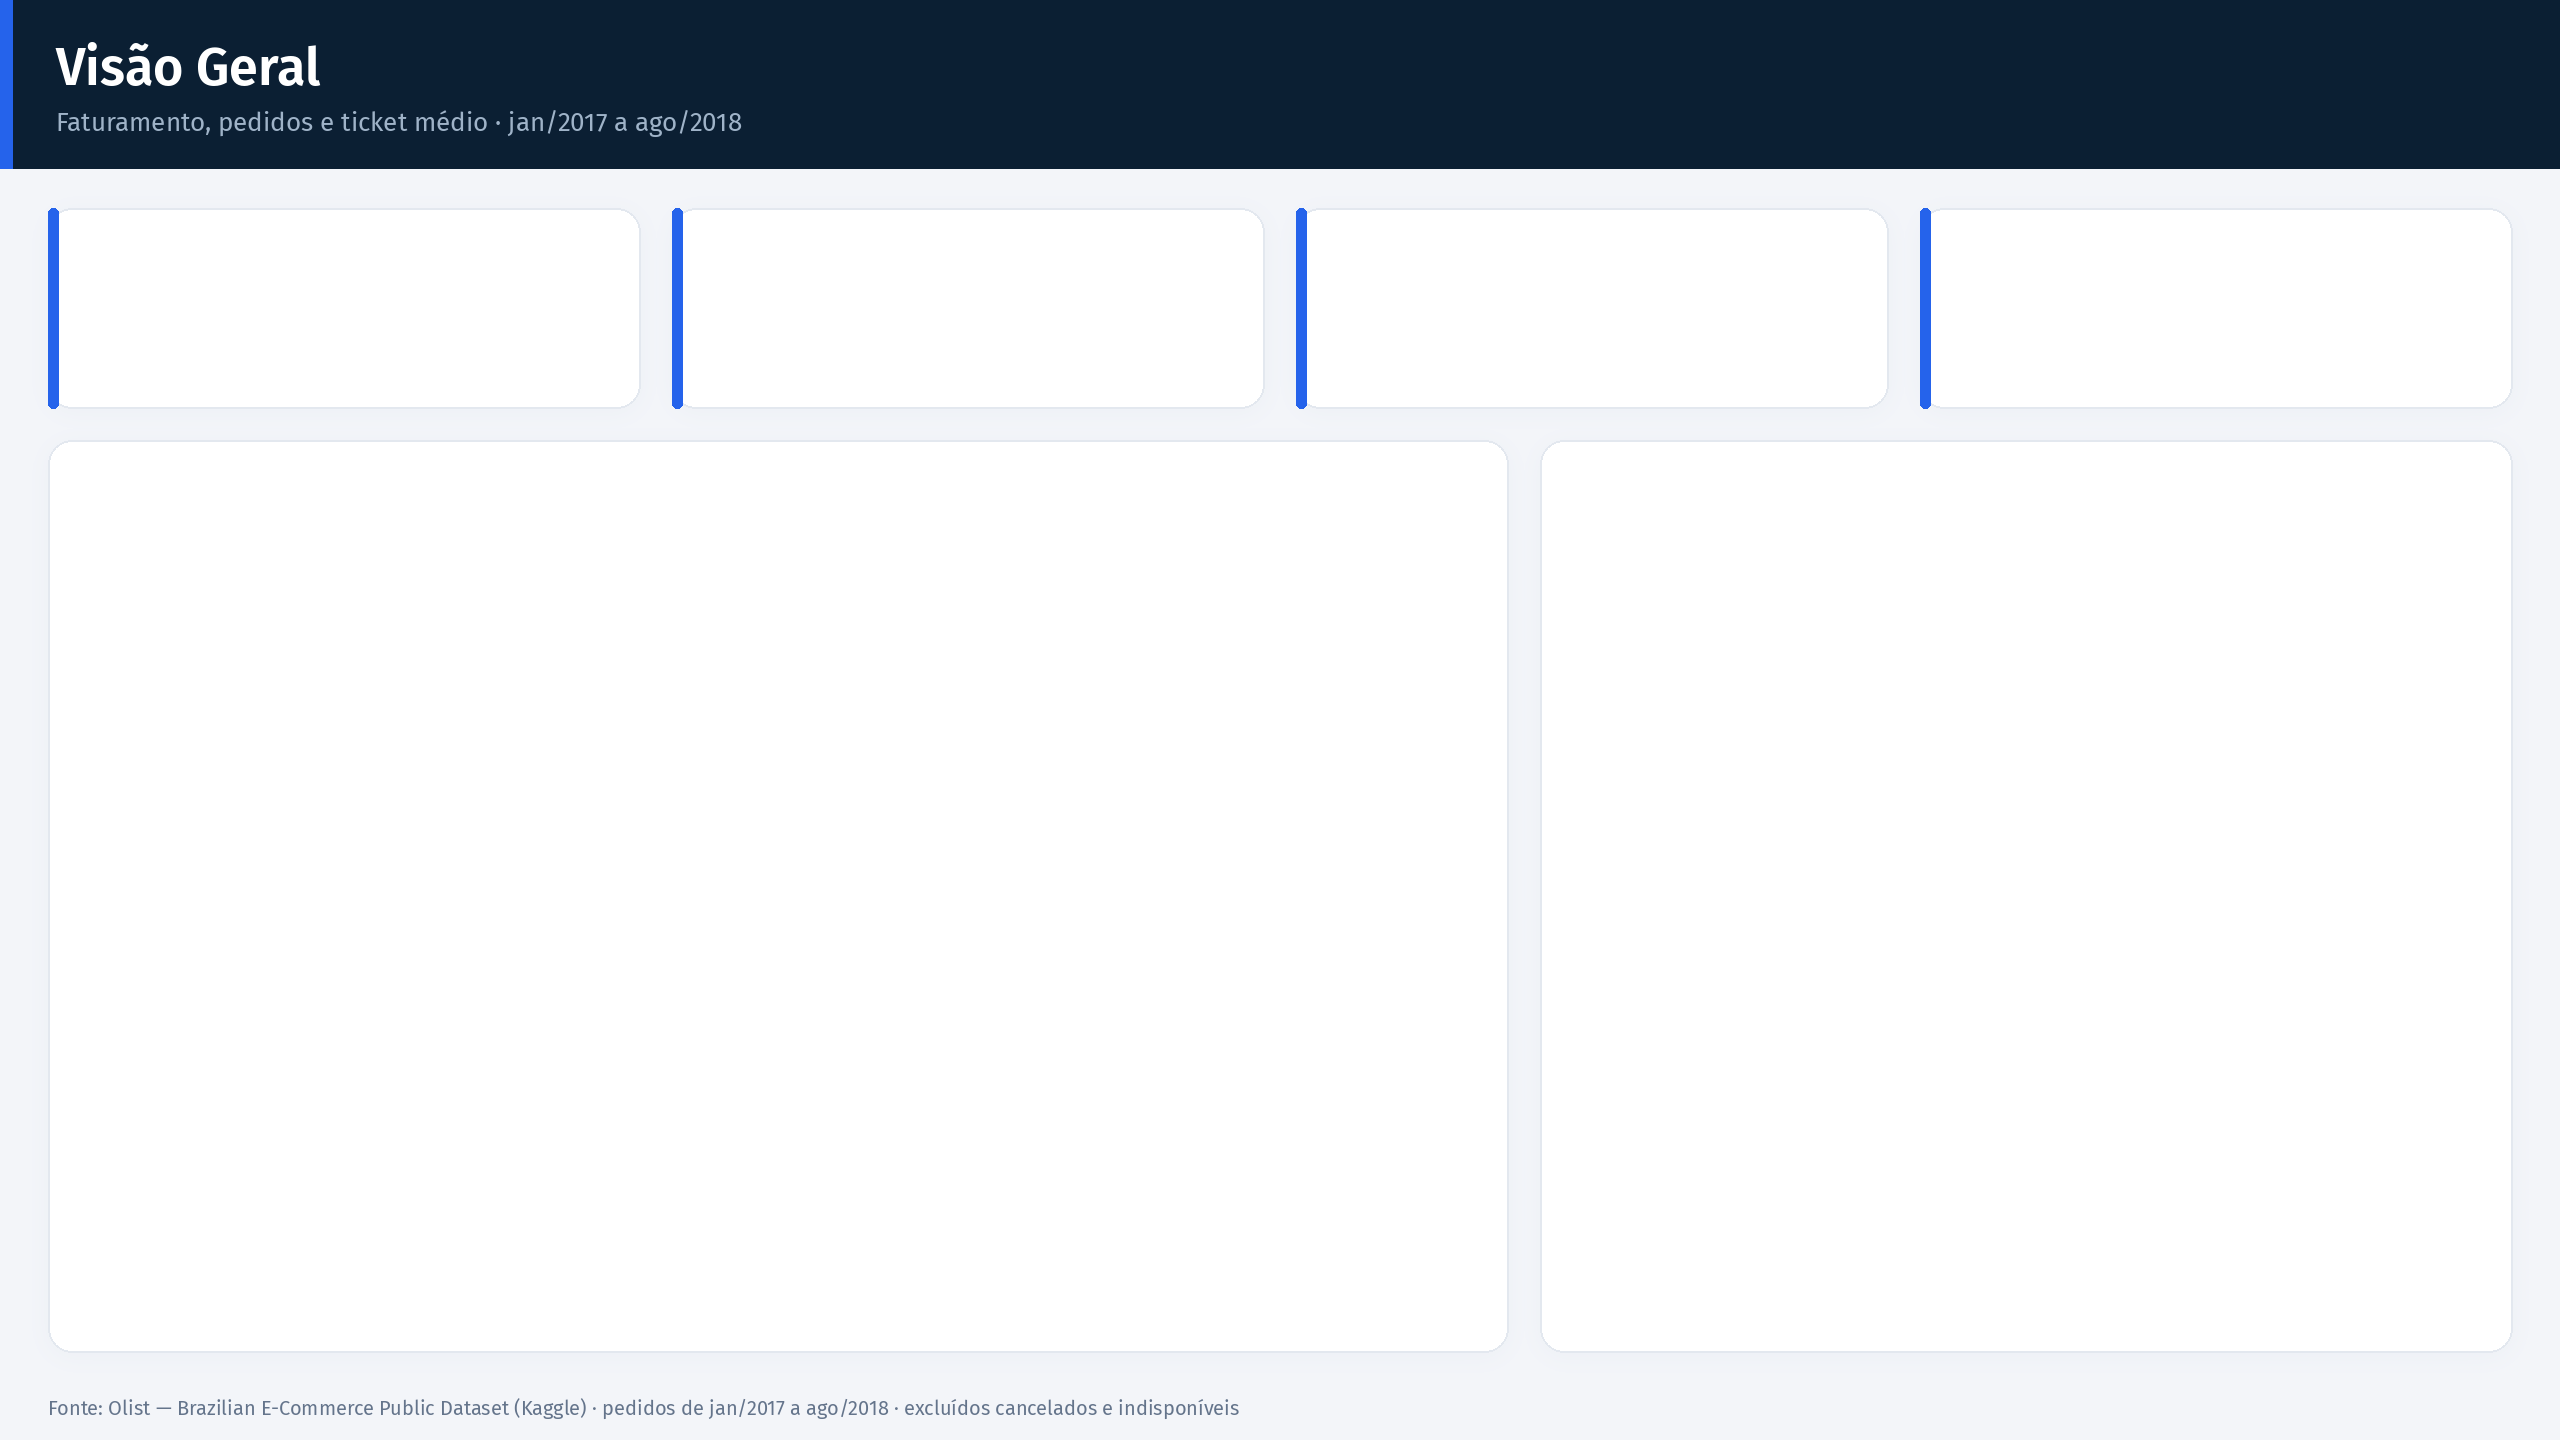 Visão Geral
Faturamento, pedidos e ticket médio · jan/2017 a ago/2018
Fonte: Olist — Brazilian E-Commerce Public Dataset (Kaggle) · pedidos de jan/2017 a ago/2018 · excluídos cancelados e indisponíveis